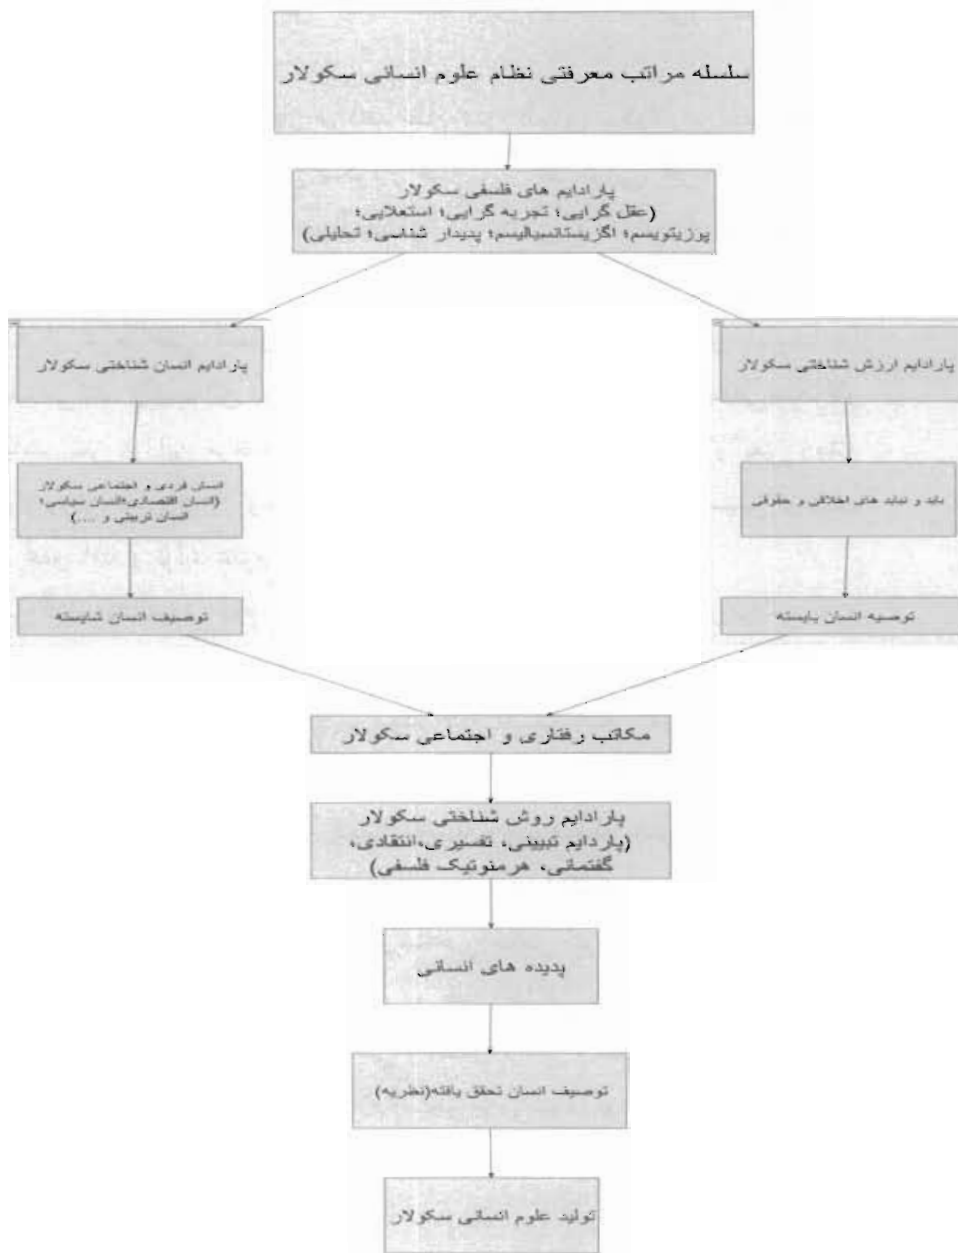 سلسله مراتب معرفتی نظام علوم انسانی سکولار
پارادایم های فلسفی سکولار
(عقل گرایی؛ تجربه گرایی؛ استعلایی؛
پوزیتویسم؛ اگزیستانسیالیسم؛ پدیدار شناسی؛ تحلیلی)
پارادایم ارزش شناختی سکولار
باید و نباید های اخلاقی و حقوقی
توصیه انسان بایسته
پارادایم انسان شناختی سکولار
انسان فردی و اجتماعی سکولار
(انسان اقتصادی؛انسان سیاسی؛
انسان تربیتی و ....)
توصیف انسان شایسته
مکاتب رفتاری و اجتماعی سکولار
پارادایم روش شناختی سکولار
(پاردایم تبیینی، تفسیری،انتقادی،
گفتمانی، هرمنوتیک فلسفی)
پدیده های انسانی
توصیف انسان تحقق یافته(نظریه)
تولید علوم انسانی سکولار